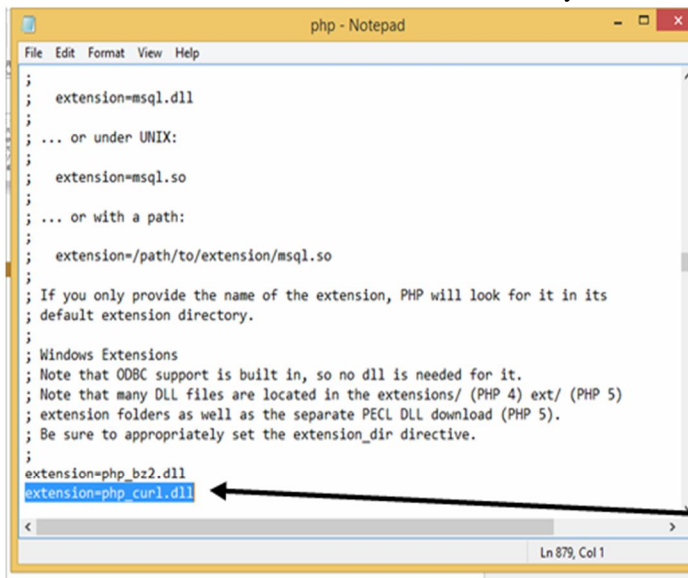 php - Notepad
File Edit Format View Help
;
;   extension=msql.dll
;
; ... or under UNIX:
;
;   extension=msql.so
;
; ... or with a path:
;
;   extension=/path/to/extension/msql.so
;
; If you only provide the name of the extension, PHP will look for it in its
; default extension directory.
;
; Windows Extensions
; Note that ODBC support is built in, so no dll is needed for it.
; Note that many DLL files are located in the extensions/ (PHP 4) ext/ (PHP 5)
; extension folders as well as the separate PECL DLL download (PHP 5).
; Be sure to appropriately set the extension_dir directive.
;
extension=php_bz2.dll
extension=php_curl.dll
Ln 879, Col 1